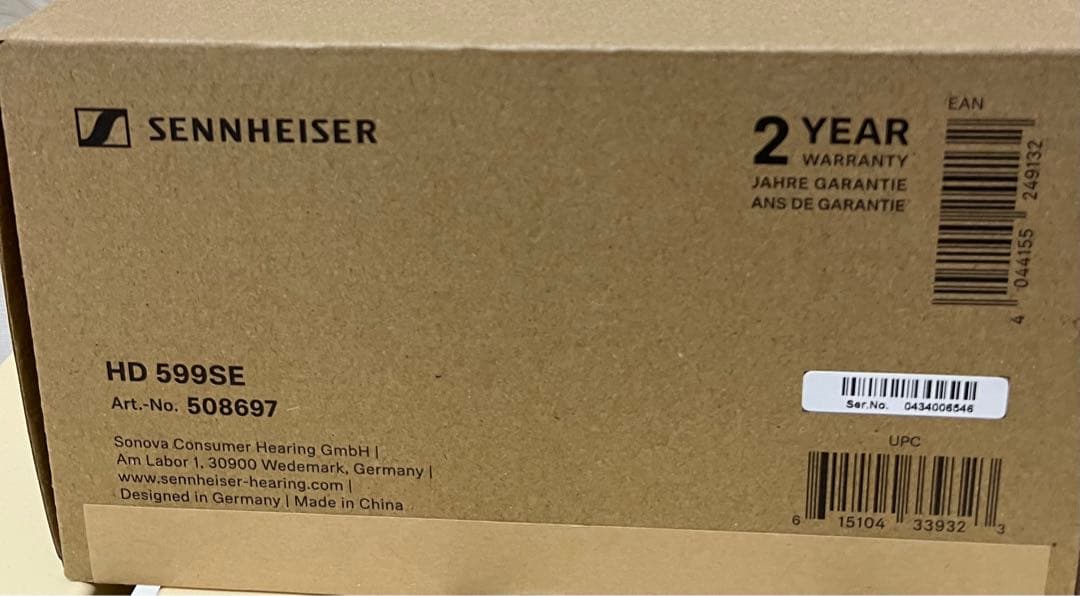 SENNHEISER
2 YEAR
WARRANTY
JAHRE GARANTIE
ANS DE GARANTIE
EAN
4 044155 249132
HD 599SE
Art.-No. 508697
Sonova Consumer Hearing GmbH |
Am Labor 1, 30900 Wedemark, Germany |
www.sennheiser-hearing.com |
Designed in Germany | Made in China
Ser.No. 0434006546
UPC
6 15104 33932 3